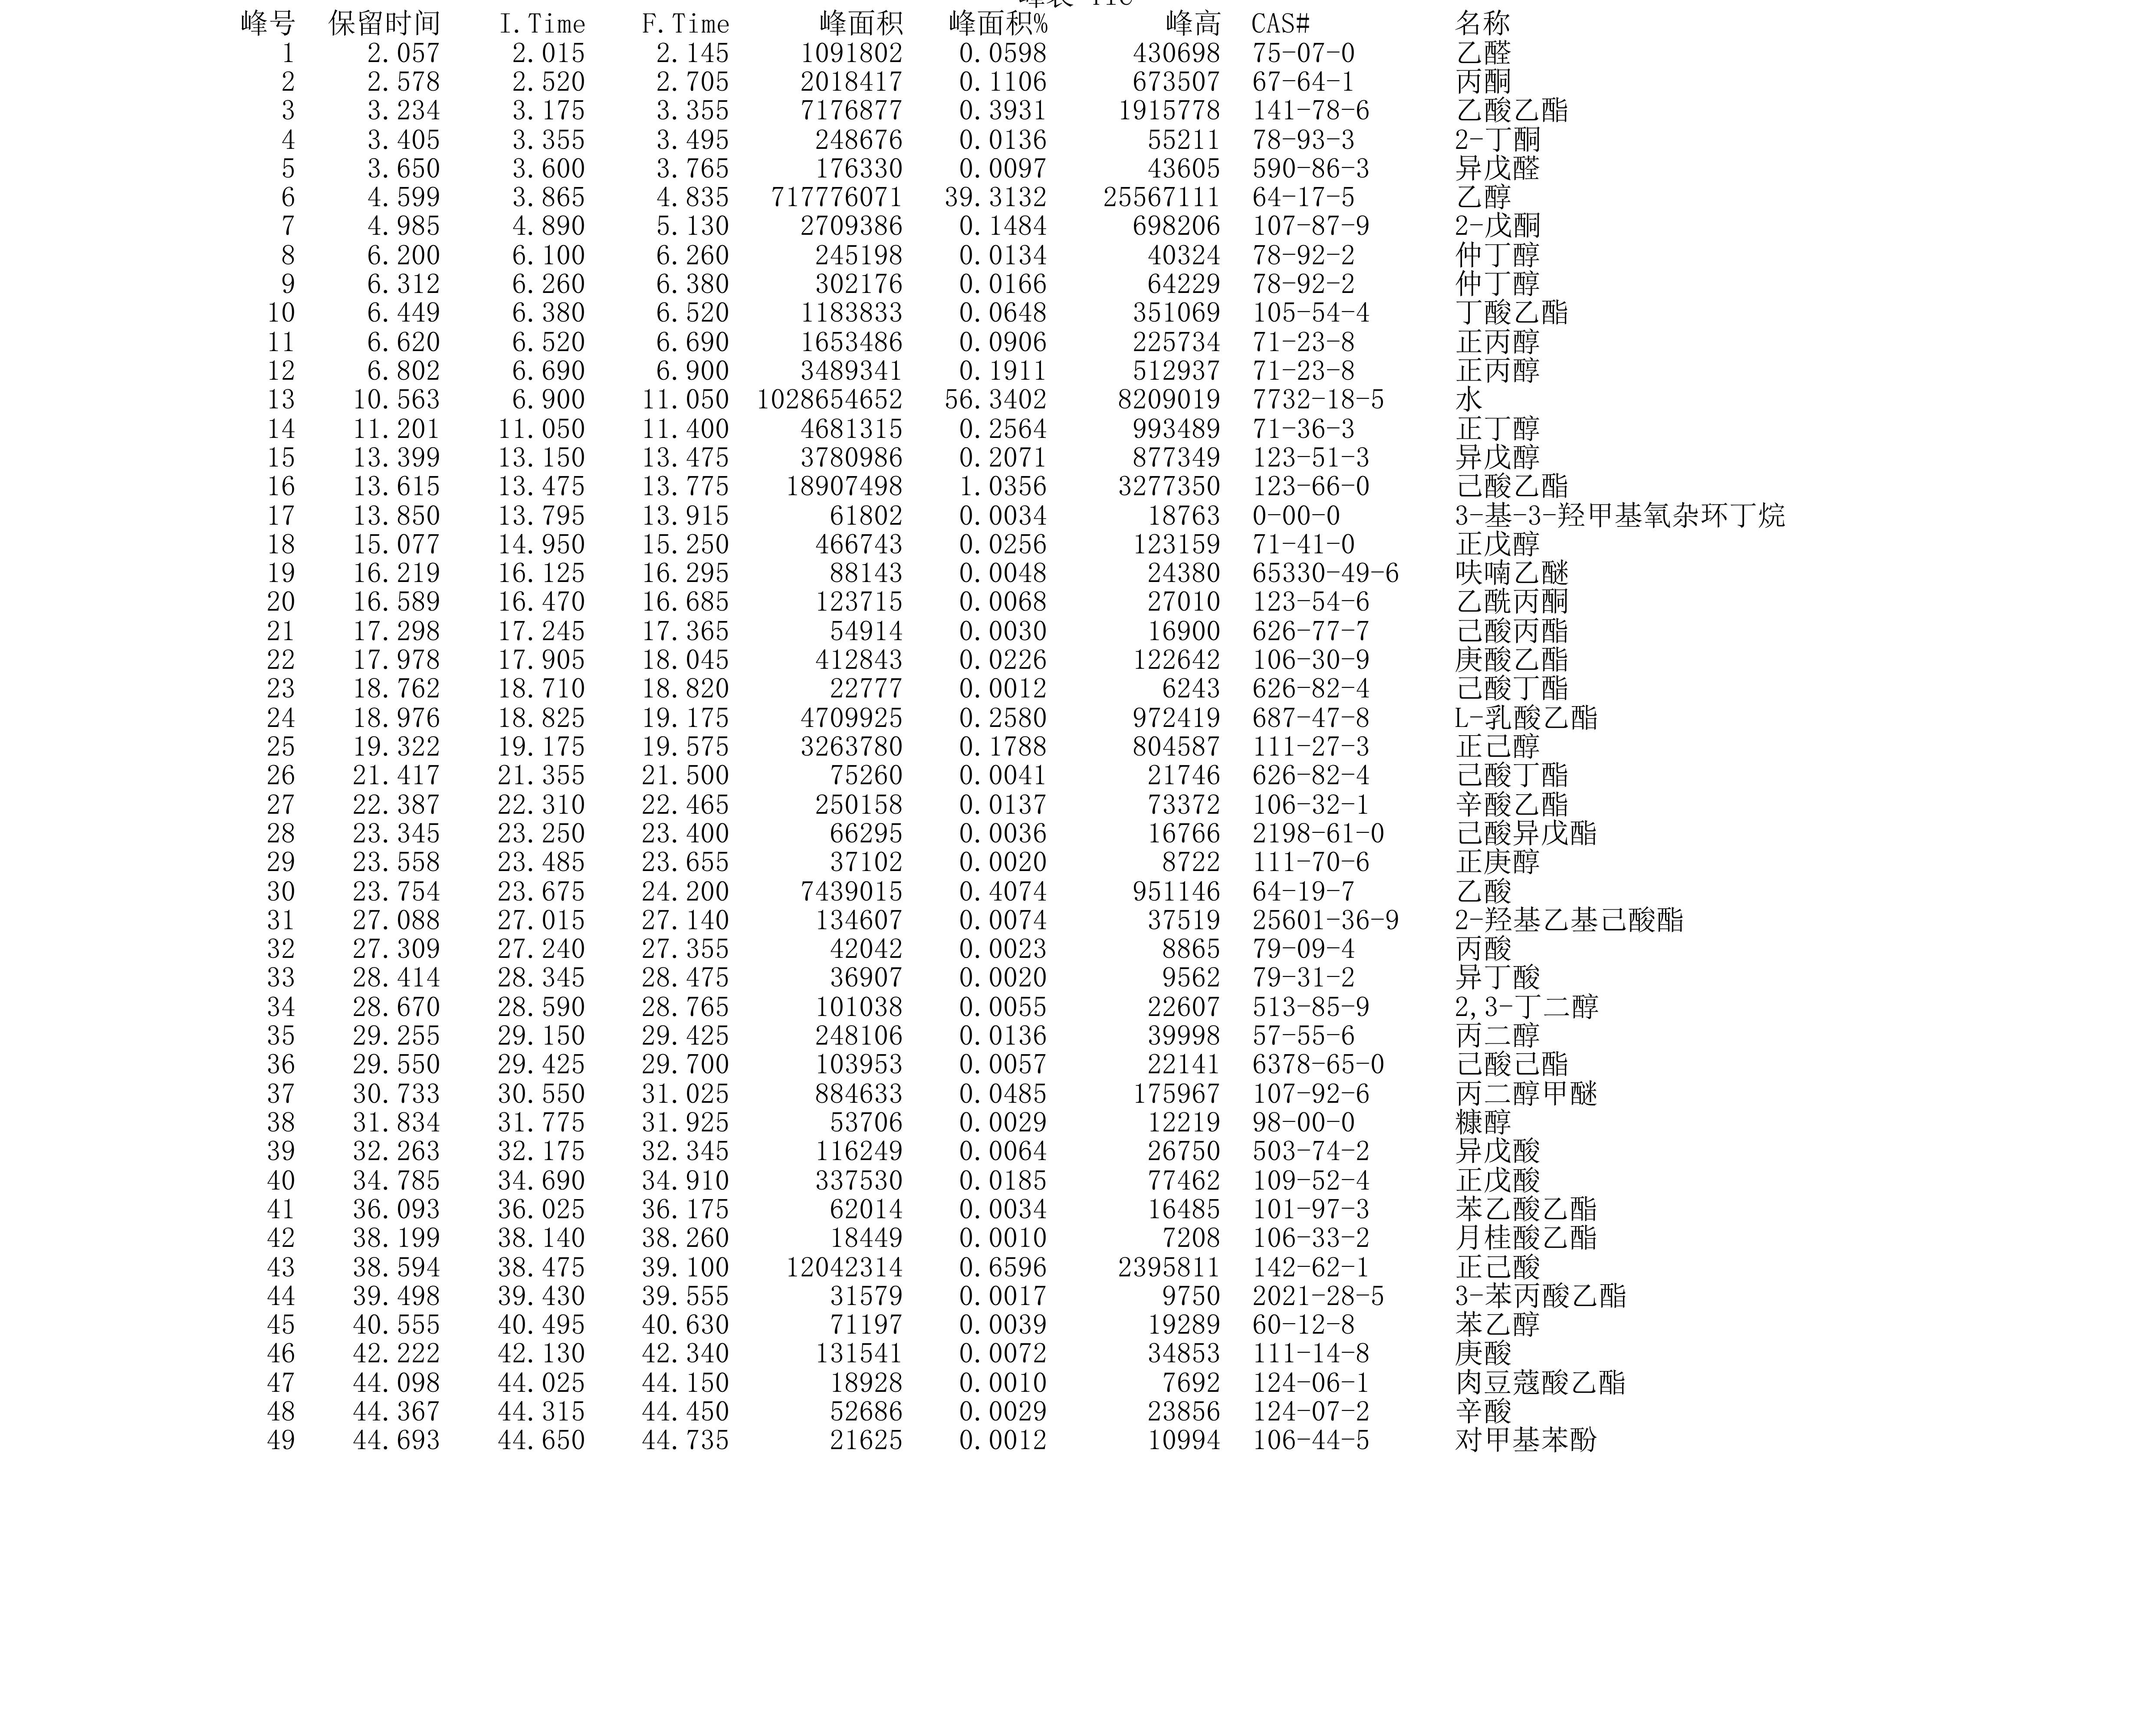 峰号 保留时间 I.Time F.Time 峰面积 峰面积% 峰高 CAS# 名称
1 2.057 2.015 2.145 1091802 0.0598 430698 75-07-0 乙醛
2 2.578 2.520 2.705 2018417 0.1106 673507 67-64-1 丙酮
3 3.234 3.175 3.355 7176877 0.3931 1915778 141-78-6 乙酸乙酯
4 3.405 3.355 3.495 248676 0.0136 55211 78-93-3 2-丁酮
5 3.650 3.600 3.765 176330 0.0097 43605 590-86-3 异戊醛
6 4.599 3.865 4.835 717776071 39.3132 25567111 64-17-5 乙醇
7 4.985 4.890 5.130 2709386 0.1484 698206 107-87-9 2-戊酮
8 6.200 6.100 6.260 245198 0.0134 40324 78-92-2 仲丁醇
9 6.312 6.260 6.380 302176 0.0166 64229 78-92-2 仲丁醇
10 6.449 6.380 6.520 1183833 0.0648 351069 105-54-4 丁酸乙酯
11 6.620 6.520 6.690 1653486 0.0906 225734 71-23-8 正丙醇
12 6.802 6.690 6.900 3489341 0.1911 512937 71-23-8 正丙醇
13 10.563 6.900 11.050 1028654652 56.3402 8209019 7732-18-5 水
14 11.201 11.050 11.400 4681315 0.2564 993489 71-36-3 正丁醇
15 13.399 13.150 13.475 3780986 0.2071 877349 123-51-3 异戊醇
16 13.615 13.475 13.775 18907498 1.0356 3277350 123-66-0 己酸乙酯
17 13.850 13.795 13.915 61802 0.0034 18763 0-00-0 3-基-3-羟甲基氧杂环丁烷
18 15.077 14.950 15.250 466743 0.0256 123159 71-41-0 正戊醇
19 16.219 16.125 16.295 88143 0.0048 24380 65330-49-6 呋喃乙醚
20 16.589 16.470 16.685 123715 0.0068 27010 123-54-6 乙酰丙酮
21 17.298 17.245 17.365 54914 0.0030 16900 626-77-7 己酸丙酯
22 17.978 17.905 18.045 412843 0.0226 122642 106-30-9 庚酸乙酯
23 18.762 18.710 18.820 22777 0.0012 6243 626-82-4 己酸丁酯
24 18.976 18.825 19.175 4709925 0.2580 972419 687-47-8 L-乳酸乙酯
25 19.322 19.175 19.575 3263780 0.1788 804587 111-27-3 正己醇
26 21.417 21.355 21.500 75260 0.0041 21746 626-82-4 己酸丁酯
27 22.387 22.310 22.465 250158 0.0137 73372 106-32-1 辛酸乙酯
28 23.345 23.250 23.400 66295 0.0036 16766 2198-61-0 己酸异戊酯
29 23.558 23.485 23.655 37102 0.0020 8722 111-70-6 正庚醇
30 23.754 23.675 24.200 7439015 0.4074 951146 64-19-7 乙酸
31 27.088 27.015 27.140 134607 0.0074 37519 25601-36-9 2-羟基乙基己酸酯
32 27.309 27.240 27.355 42042 0.0023 8865 79-09-4 丙酸
33 28.414 28.345 28.475 36907 0.0020 9562 79-31-2 异丁酸
34 28.670 28.590 28.765 101038 0.0055 22607 513-85-9 2,3-丁二醇
35 29.255 29.150 29.425 248106 0.0136 39998 57-55-6 丙二醇
36 29.550 29.425 29.700 103953 0.0057 22141 6378-65-0 己酸己酯
37 30.733 30.550 31.025 884633 0.0485 175967 107-92-6 丙二醇甲醚
38 31.834 31.775 31.925 53706 0.0029 12219 98-00-0 糠醇
39 32.263 32.175 32.345 116249 0.0064 26750 503-74-2 异戊酸
40 34.785 34.690 34.910 337530 0.0185 77462 109-52-4 正戊酸
41 36.093 36.025 36.175 62014 0.0034 16485 101-97-3 苯乙酸乙酯
42 38.199 38.140 38.260 18449 0.0010 7208 106-33-2 月桂酸乙酯
43 38.594 38.475 39.100 12042314 0.6596 2395811 142-62-1 正己酸
44 39.498 39.430 39.555 31579 0.0017 9750 2021-28-5 3-苯丙酸乙酯
45 40.555 40.495 40.630 71197 0.0039 19289 60-12-8 苯乙醇
46 42.222 42.130 42.340 131541 0.0072 34853 111-14-8 庚酸
47 44.098 44.025 44.150 18928 0.0010 7692 124-06-1 肉豆蔻酸乙酯
48 44.367 44.315 44.450 52686 0.0029 23856 124-07-2 辛酸
49 44.693 44.650 44.735 21625 0.0012 10994 106-44-5 对甲基苯酚